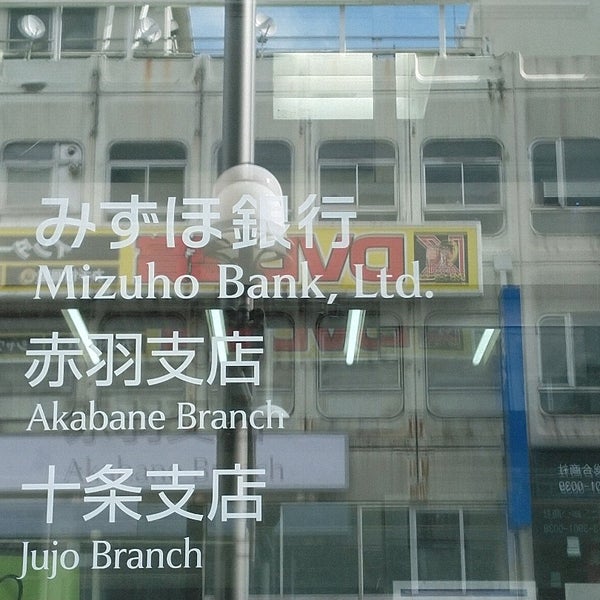 みずほ銀行
Mizuho Bank, Ltd.
赤羽支店
Akabane Branch
十条支店
Jujo Branch
DVD